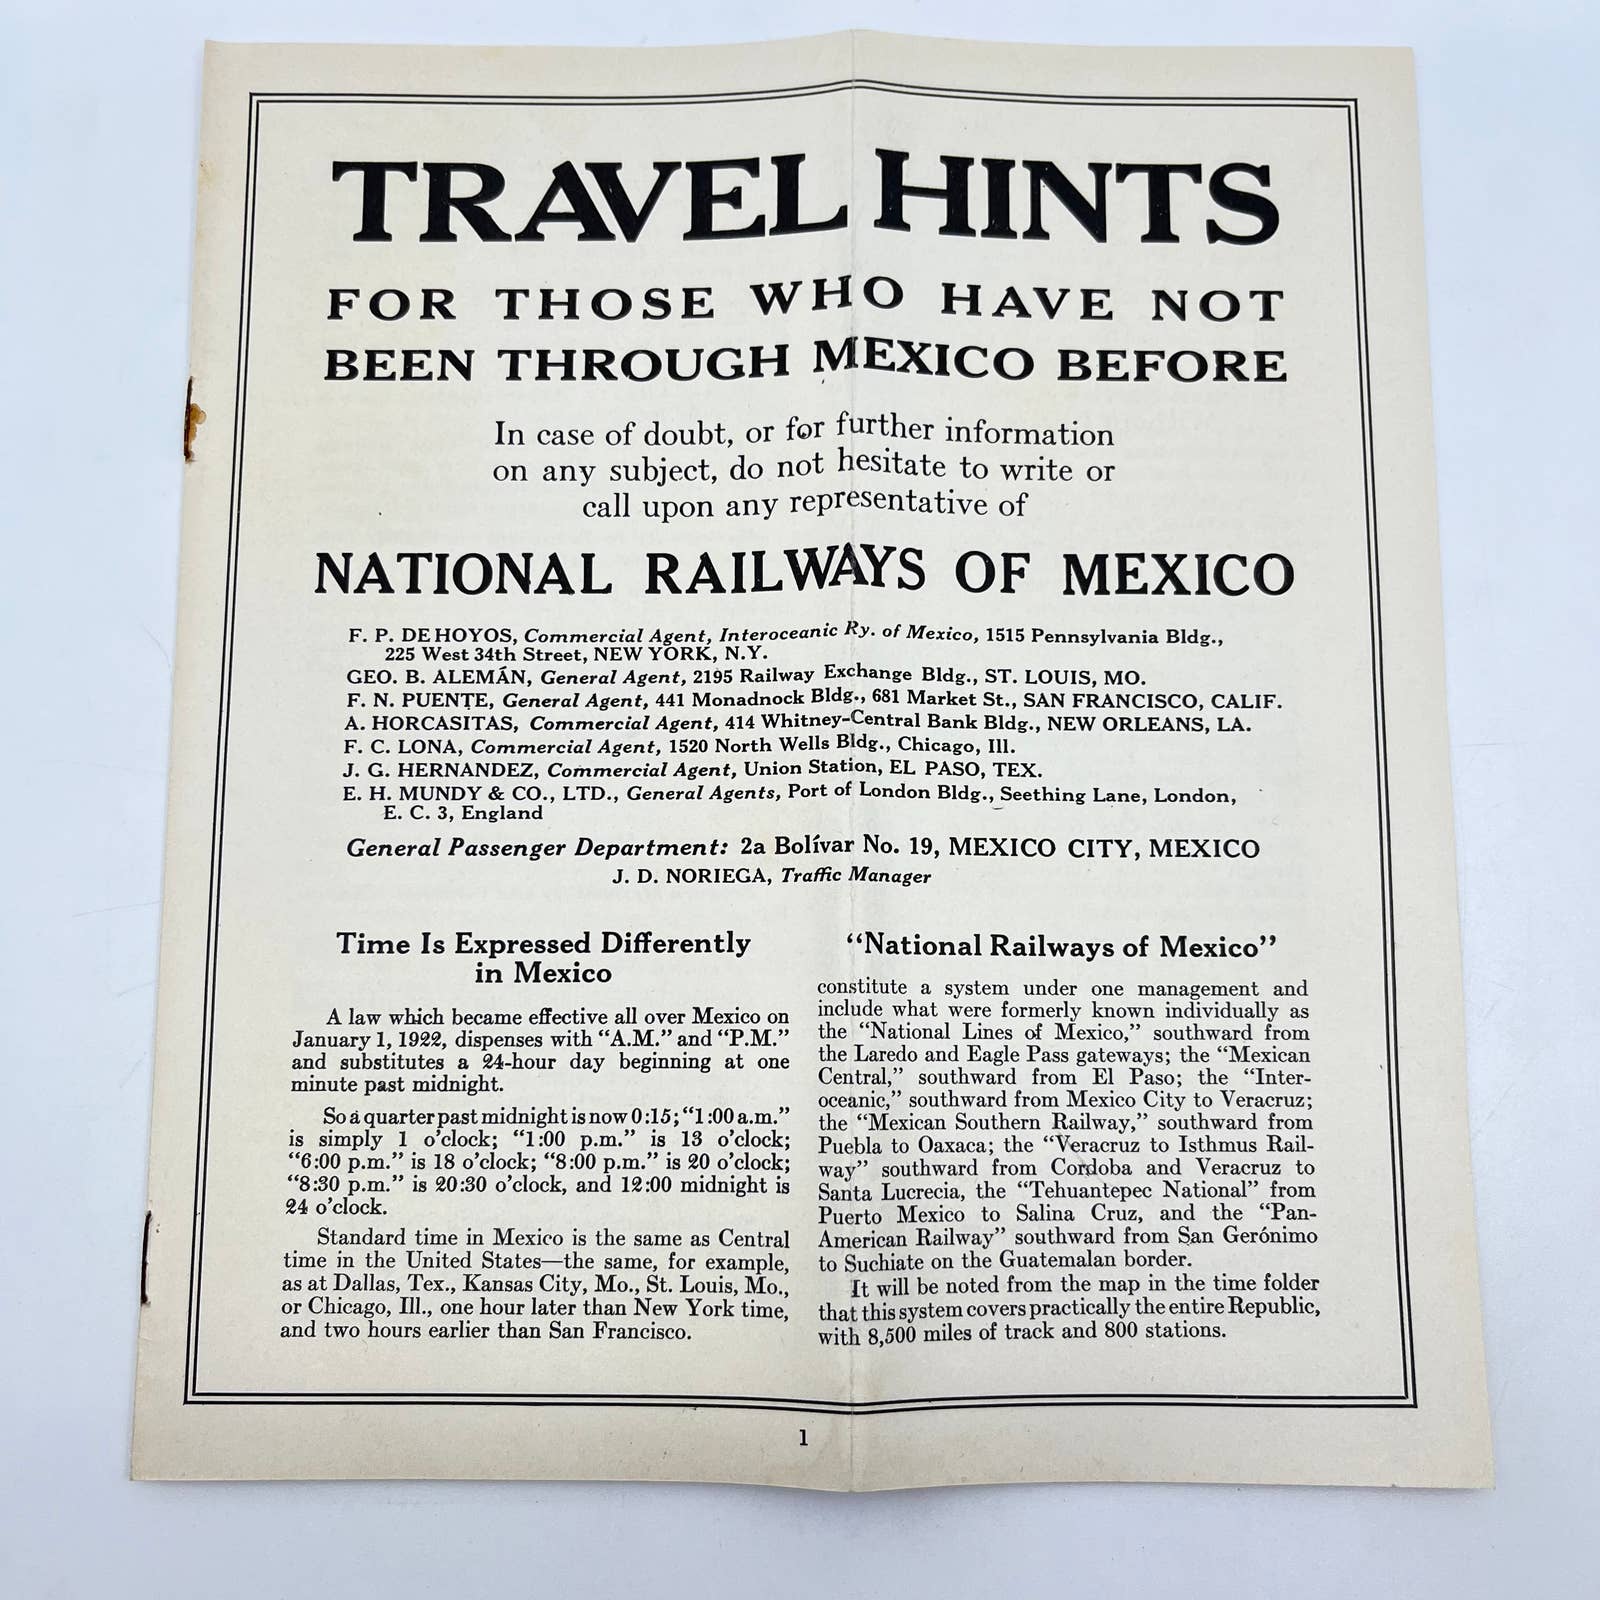 TRAVEL HINTS
FOR THOSE WHO HAVE NOT
BEEN THROUGH MEXICO BEFORE
In case of doubt, or for further information
on any subject, do not hesitate to write or
call upon any representative of
NATIONAL RAILWAYS OF MEXICO
F. P. DE HOYOS, Commercial Agent, Interoceanic Ry. of Mexico, 1515 Pennsylvania Bldg.,
225 West 34th Street, NEW YORK, N.Y.
GEO. B. ALEMÁN, General Agent, 2195 Railway Exchange Bldg., ST. LOUIS, MO.
F. N. PUENTE, General Agent, 441 Monadnock Bldg., 681 Market St., SAN FRANCISCO, CALIF.
A. HORCASITAS, Commercial Agent, 414 Whitney-Central Bank Bldg., NEW ORLEANS, LA.
F. C. LONA, Commercial Agent, 1520 North Wells Bldg., Chicago, Ill.
J. G. HERNANDEZ, Commercial Agent, Union Station, EL PASO, TEX.
E. H. MUNDY & CO., LTD., General Agents, Port of London Bldg., Seething Lane, London,
E. C. 3, England
General Passenger Department: 2a Bolívar No. 19, MEXICO CITY, MEXICO
J. D. NORIEGA, Traffic Manager
Time Is Expressed Differently
in Mexico
A law which became effective all over Mexico on
January 1, 1922, dispenses with "A.M." and "P.M."
and substitutes a 24-hour day beginning at one
minute past midnight.
So a quarter past midnight is now 0:15; "1:00 a.m."
is simply 1 o'clock; "1:00 p.m." is 13 o'clock;
"6:00 p.m." is 18 o'clock; "8:00 p.m." is 20 o'clock;
"8:30 p.m." is 20:30 o'clock, and 12:00 midnight is
24 o'clock.
Standard time in Mexico is the same as Central
time in the United States—the same, for example,
as at Dallas, Tex., Kansas City, Mo., St. Louis, Mo.,
or Chicago, Ill., one hour later than New York time,
and two hours earlier than San Francisco.
"National Railways of Mexico"
constitute a system under one management and
include what were formerly known individually as
the "National Lines of Mexico," southward from
the Laredo and Eagle Pass gateways; the "Mexican
Central," southward from El Paso; the "Inter-
oceanic," southward from Mexico City to Veracruz;
the "Mexican Southern Railway," southward from
Puebla to Oaxaca; the "Veracruz to Isthmus Rail-
way" southward from Cordoba and Veracruz to
Santa Lucrecia, the "Tehuantepec National" from
Puerto Mexico to Salina Cruz, and the "Pan-
American Railway" southward from San Gerónimo
to Suchiate on the Guatemalan border.
It will be noted from the map in the time folder
that this system covers practically the entire Republic,
with 8,500 miles of track and 800 stations.
1